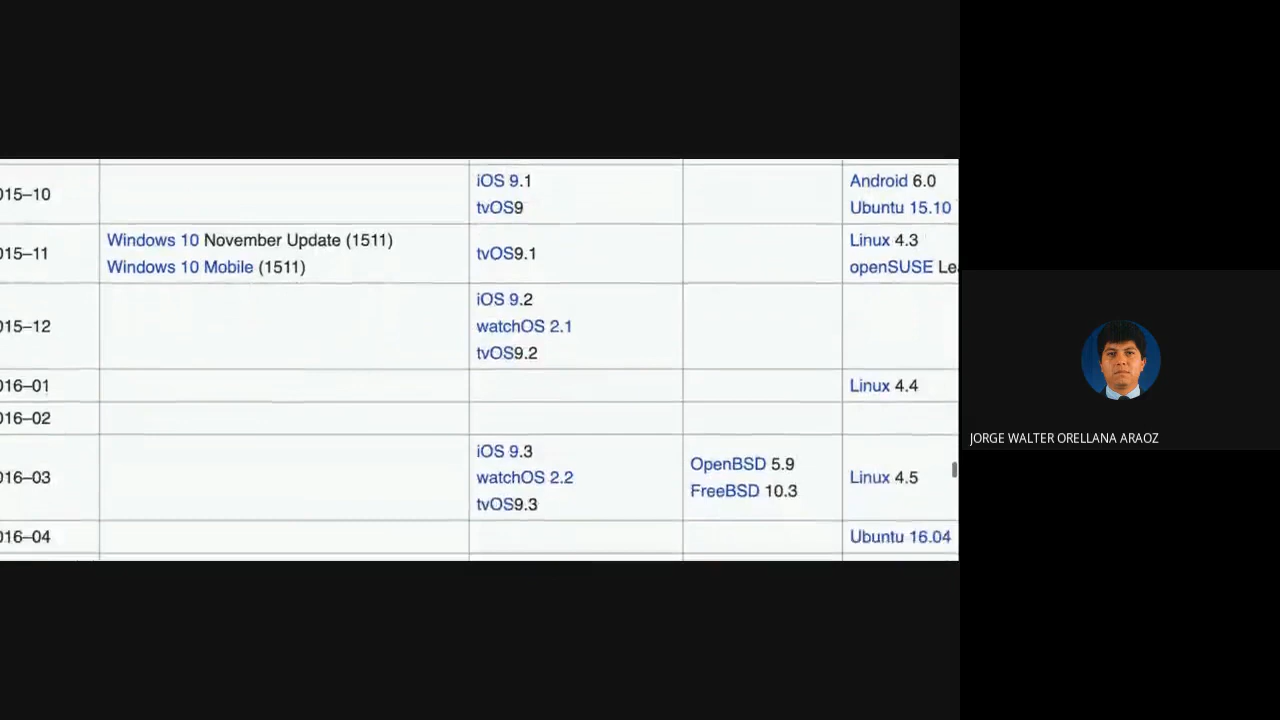 015–10
iOS 9.1
tvOS9
Android 6.0
Ubuntu 15.10
015–11
Windows 10 November Update (1511)
Windows 10 Mobile (1511)
tvOS9.1
Linux 4.3
openSUSE Lea
015–12
iOS 9.2
watchOS 2.1
tvOS9.2
016–01
Linux 4.4
016–02
016–03
iOS 9.3
watchOS 2.2
tvOS9.3
OpenBSD 5.9
FreeBSD 10.3
Linux 4.5
016–04
Ubuntu 16.04
JORGE WALTER ORELLANA ARAOZ